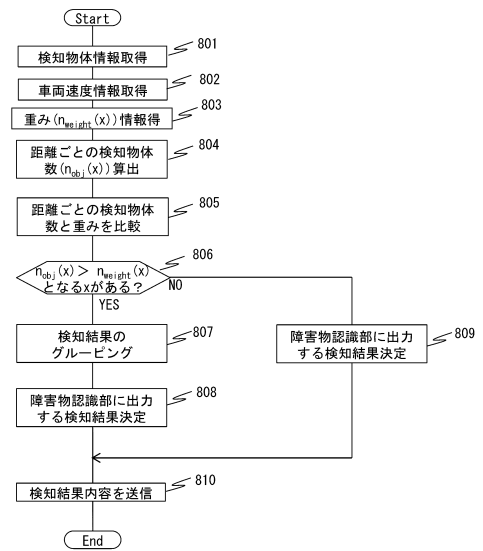 Start
検知物体情報取得
801
車両速度情報取得
802
重み(nweight(x))情報得
803
距離ごとの検知物体
数(nobj(x))算出
804
距離ごとの検知物体
数と重みを比較
805
nobj(x)> nweight(x)
となるxがある?
806
NO
YES
検知結果の
グルーピング
807
障害物認識部に出力
する検知結果決定
809
障害物認識部に出力
する検知結果決定
808
検知結果内容を送信
810
End